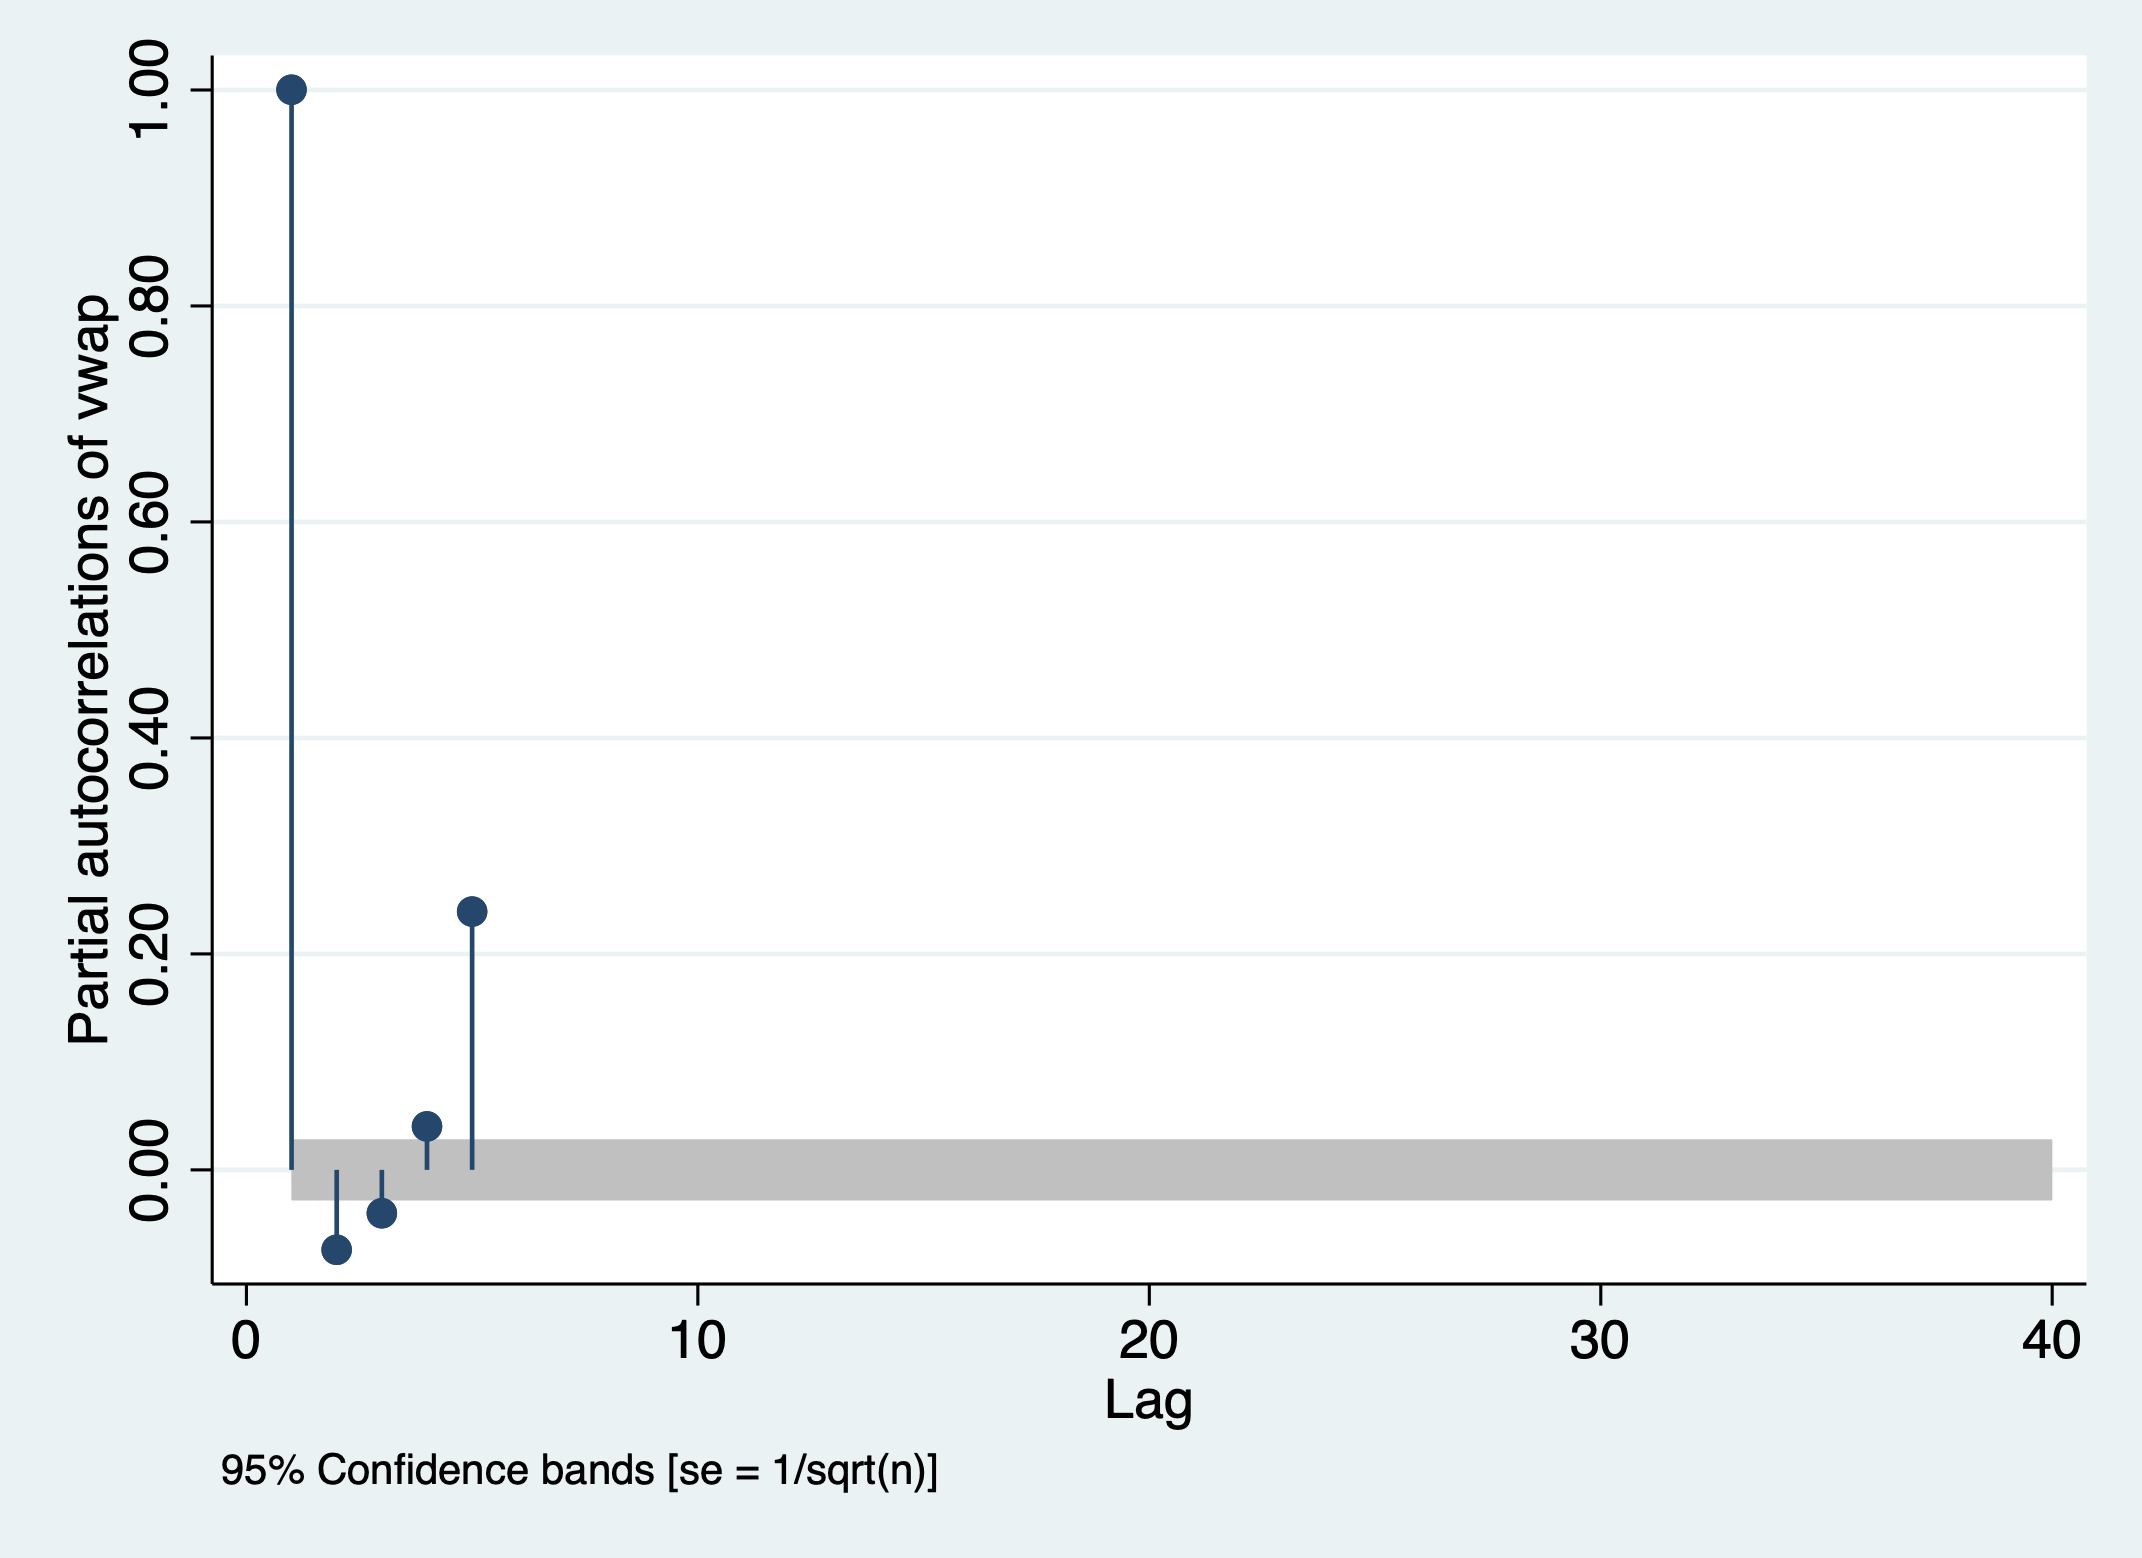 Partial autocorrelations of vwap
1.00
0.80
0.60
0.40
0.20
0.00
0 10 20 30 40
Lag
95% Confidence bands [se = 1/sqrt(n)]